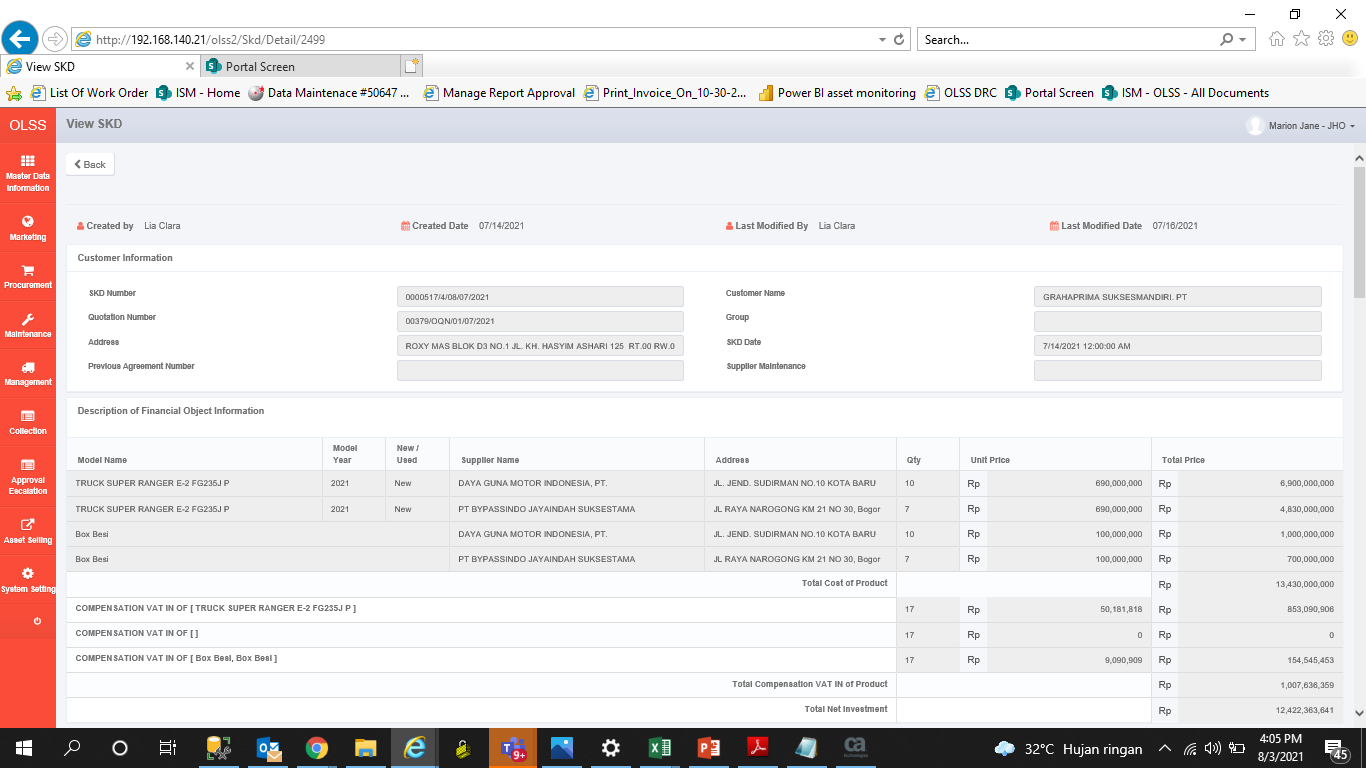 http://192.168.140.21/olss2/Skd/Detail/2499
Search...
View SKD
Portal Screen
List Of Work Order
ISM - Home
Data Maintenace #50647 ...
Manage Report Approval
Print_Invoice_On_10-30-2...
Power BI asset monitoring
OLSS DRC
Portal Screen
ISM - OLSS - All Documents
OLSS
View SKD
Marion Jane - JHO
Master Data
Information
Marketing
Procurement
Maintenance
Management
Collection
Approval
Escalation
Asset Selling
System Setting
Back
Created by Lia Clara
Created Date 07/14/2021
Last Modified By Lia Clara
Last Modified Date 07/16/2021
Customer Information
SKD Number 0000517/4/08/07/2021
Customer Name GRAHAPRIMA SUKSESMANDIRI. PT
Quotation Number 00379/OQN/01/07/2021
Group
Address ROXY MAS BLOK D3 NO.1 JL. KH. HASYIM ASHARI 125 RT.00 RW.0
SKD Date 7/14/2021 12:00:00 AM
Previous Agreement Number
Supplier Maintenance
Description of Financial Object Information
Model Name Model Year New / Used Supplier Name Address Qty Unit Price Total Price
TRUCK SUPER RANGER E-2 FG235J P 2021 New DAYA GUNA MOTOR INDONESIA, PT. JL. JEND. SUDIRMAN NO.10 KOTA BARU 10 Rp 690,000,000 Rp 6,900,000,000
TRUCK SUPER RANGER E-2 FG235J P 2021 New PT BYPASSINDO JAYAINDAH SUKSESTAMA JL RAYA NAROGONG KM 21 NO 30, Bogor 7 Rp 690,000,000 Rp 4,830,000,000
Box Besi DAYA GUNA MOTOR INDONESIA, PT. JL. JEND. SUDIRMAN NO.10 KOTA BARU 10 Rp 100,000,000 Rp 1,000,000,000
Box Besi PT BYPASSINDO JAYAINDAH SUKSESTAMA JL RAYA NAROGONG KM 21 NO 30, Bogor 7 Rp 100,000,000 Rp 700,000,000
Total Cost of Product Rp 13,430,000,000
COMPENSATION VAT IN OF [ TRUCK SUPER RANGER E-2 FG235J P ] 17 Rp 50,181,818 Rp 853,090,906
COMPENSATION VAT IN OF [ ] 17 Rp 0 Rp 0
COMPENSATION VAT IN OF [ Box Besi, Box Besi ] 17 Rp 9,090,909 Rp 154,545,453
Total Compensation VAT IN of Product Rp 1,007,636,359
Total Net Investment Rp 12,422,363,641
9+
ca
technologies
32°C Hujan ringan
4:05 PM
8/3/2021
45